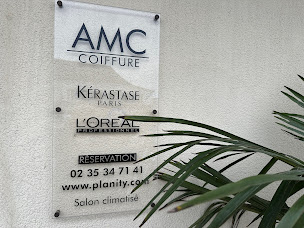 AMC
COIFFURE
KÉRASTASE
PARIS
L'ORÉAL
PROFESSIONNEL
RÉSERVATION
02 35 34 71 41
www.planity.com
Salon climatisé